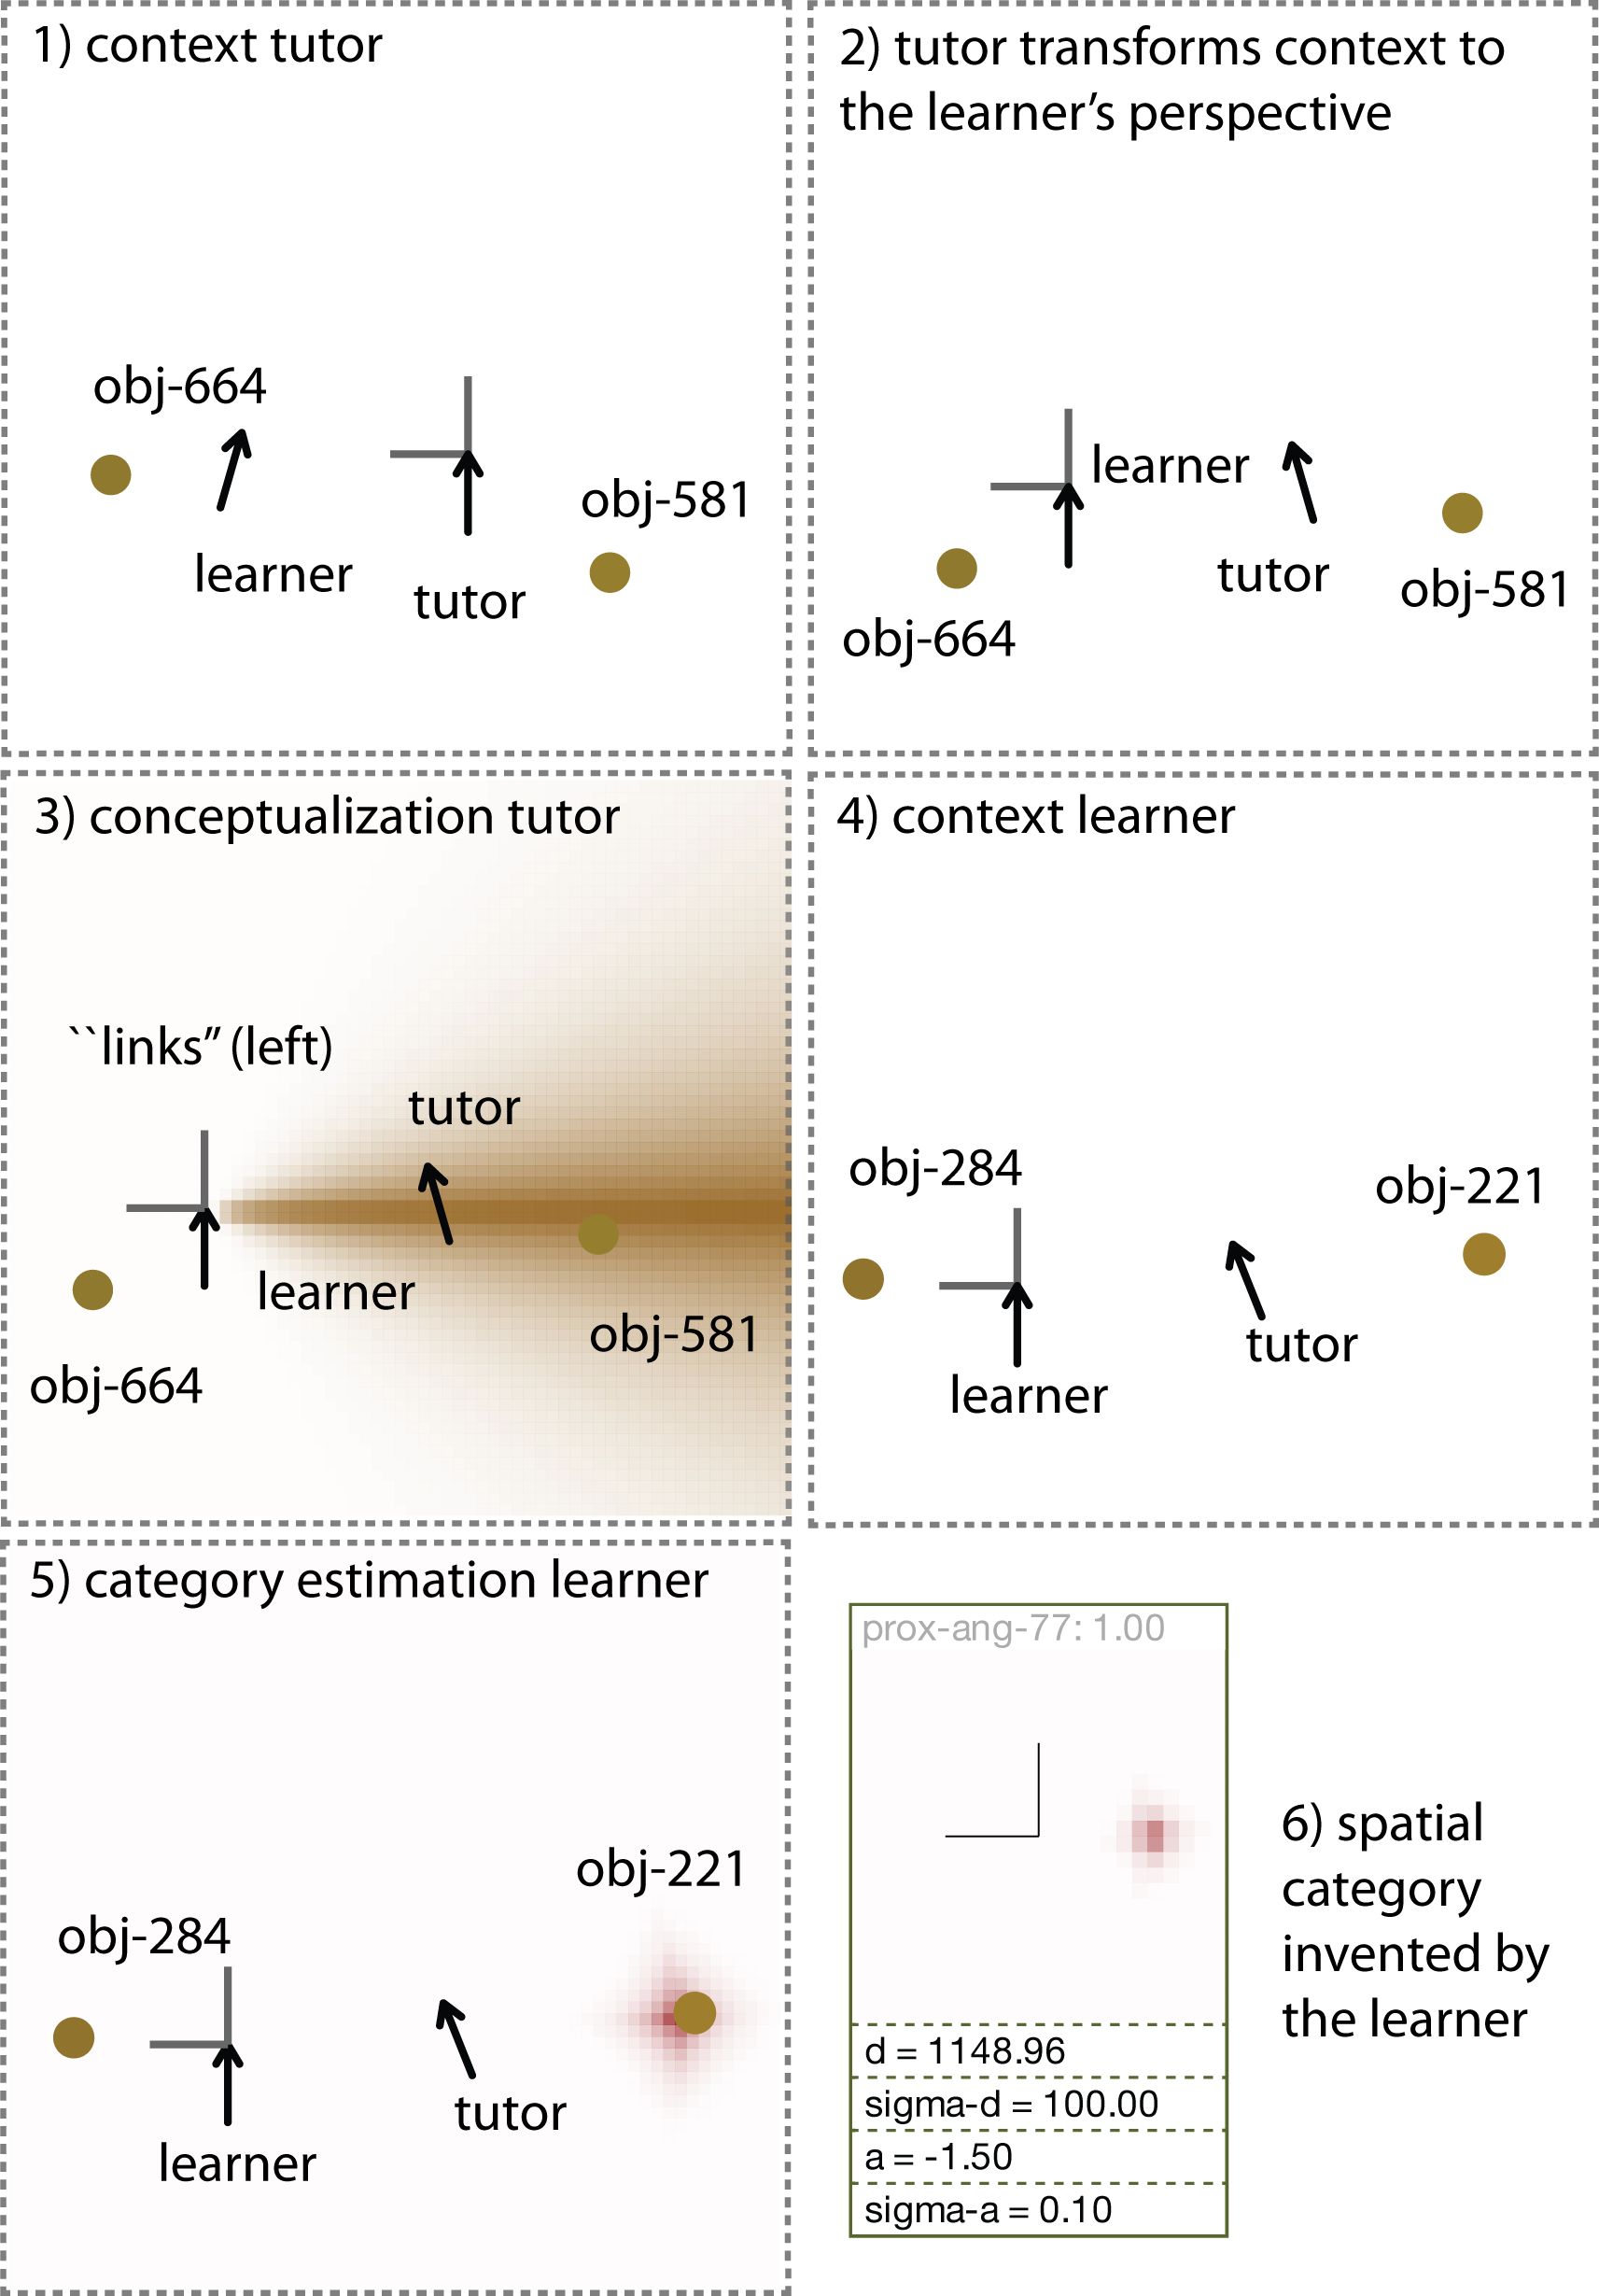 1) context tutor
obj-664
obj-581
learner
tutor
2) tutor transforms context to
the learner’s perspective
learner
tutor
obj-581
obj-664
3) conceptualization tutor
``links” (left)
tutor
learner
obj-581
obj-664
4) context learner
obj-284
obj-221
tutor
learner
5) category estimation learner
obj-221
obj-284
tutor
learner
prox-ang-77: 1.00
d = 1148.96
sigma-d = 100.00
a = -1.50
sigma-a = 0.10
6) spatial
category
invented by
the learner